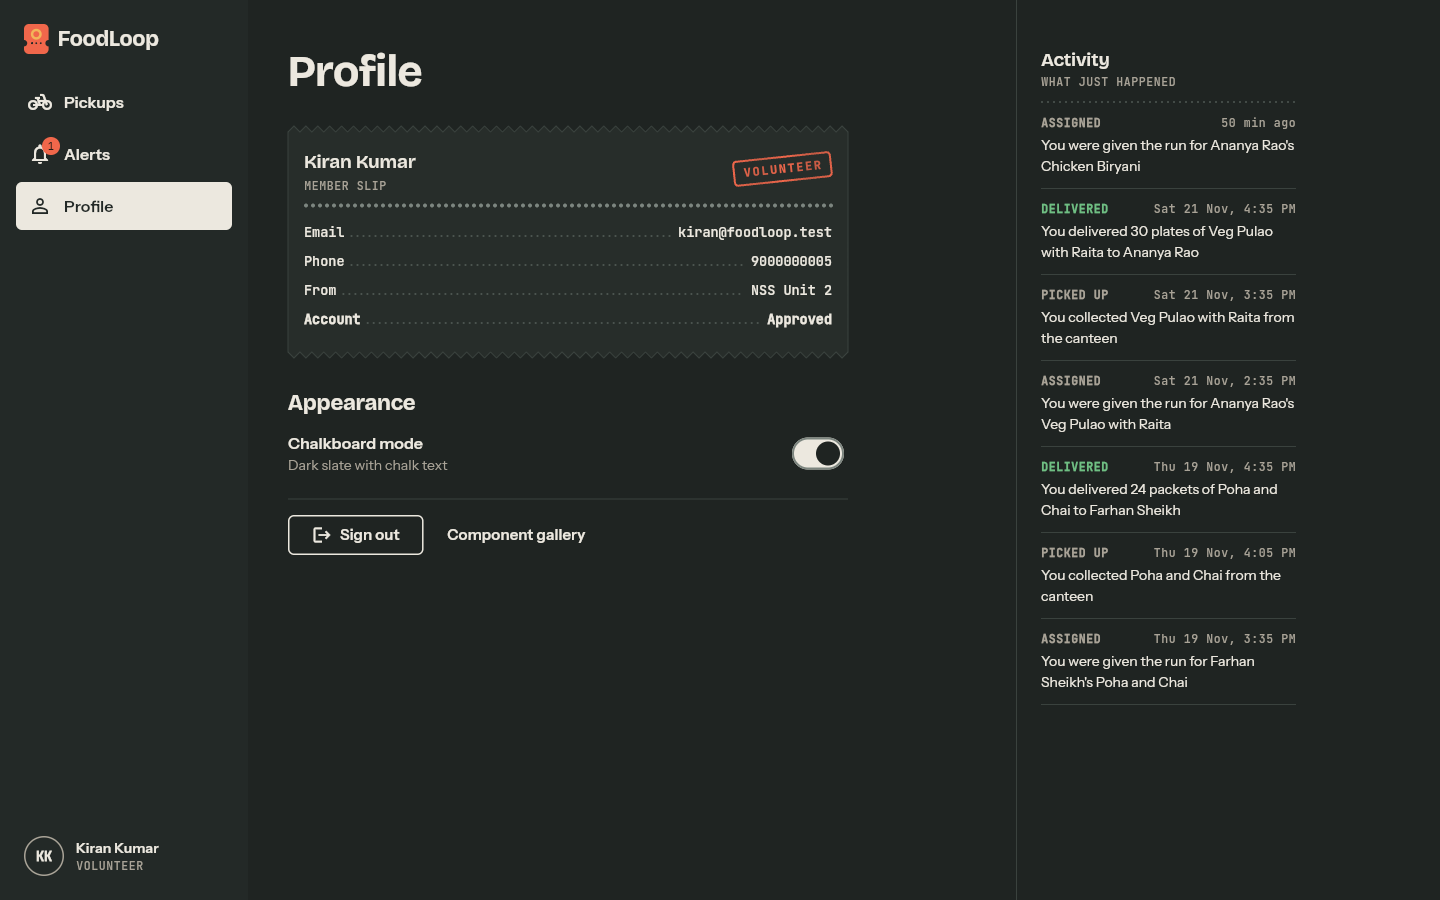 FoodLoop
Pickups
1
Alerts
Profile
KK
Kiran Kumar
VOLUNTEER
Profile
Kiran Kumar
MEMBER SLIP
VOLUNTEER
Email kiran@foodloop.test
Phone 9000000005
From NSS Unit 2
Account Approved
Appearance
Chalkboard mode
Dark slate with chalk text
Sign out
Component gallery
Activity
WHAT JUST HAPPENED
ASSIGNED 50 min ago
You were given the run for Ananya Rao's
Chicken Biryani
DELIVERED Sat 21 Nov, 4:35 PM
You delivered 30 plates of Veg Pulao
with Raita to Ananya Rao
PICKED UP Sat 21 Nov, 3:35 PM
You collected Veg Pulao with Raita from
the canteen
ASSIGNED Sat 21 Nov, 2:35 PM
You were given the run for Ananya Rao's
Veg Pulao with Raita
DELIVERED Thu 19 Nov, 4:35 PM
You delivered 24 packets of Poha and
Chai to Farhan Sheikh
PICKED UP Thu 19 Nov, 4:05 PM
You collected Poha and Chai from the
canteen
ASSIGNED Thu 19 Nov, 3:35 PM
You were given the run for Farhan
Sheikh's Poha and Chai